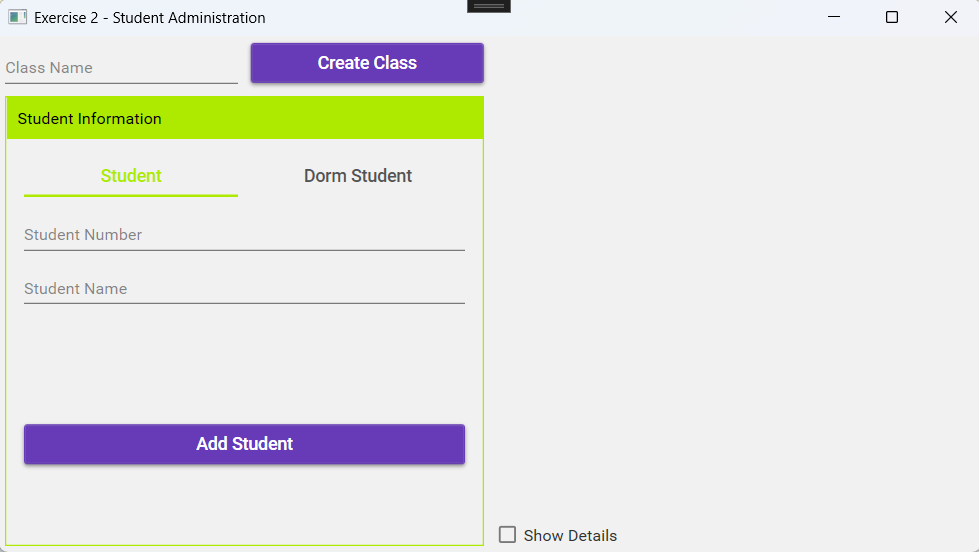 Exercise 2 - Student Administration
Class Name
Create Class
Student Information
Student
Dorm Student
Student Number
Student Name
Add Student
Show Details